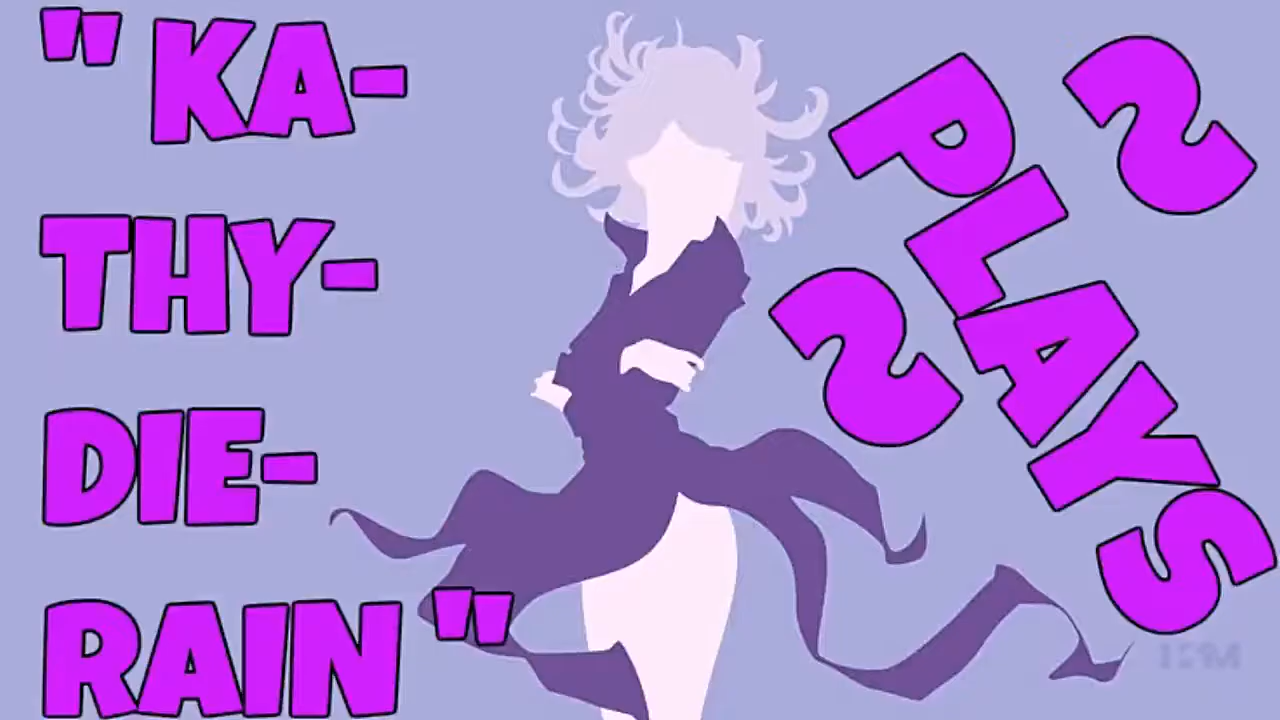 " KA-
THY-
DIE-
RAIN "
S
PLAYS
S